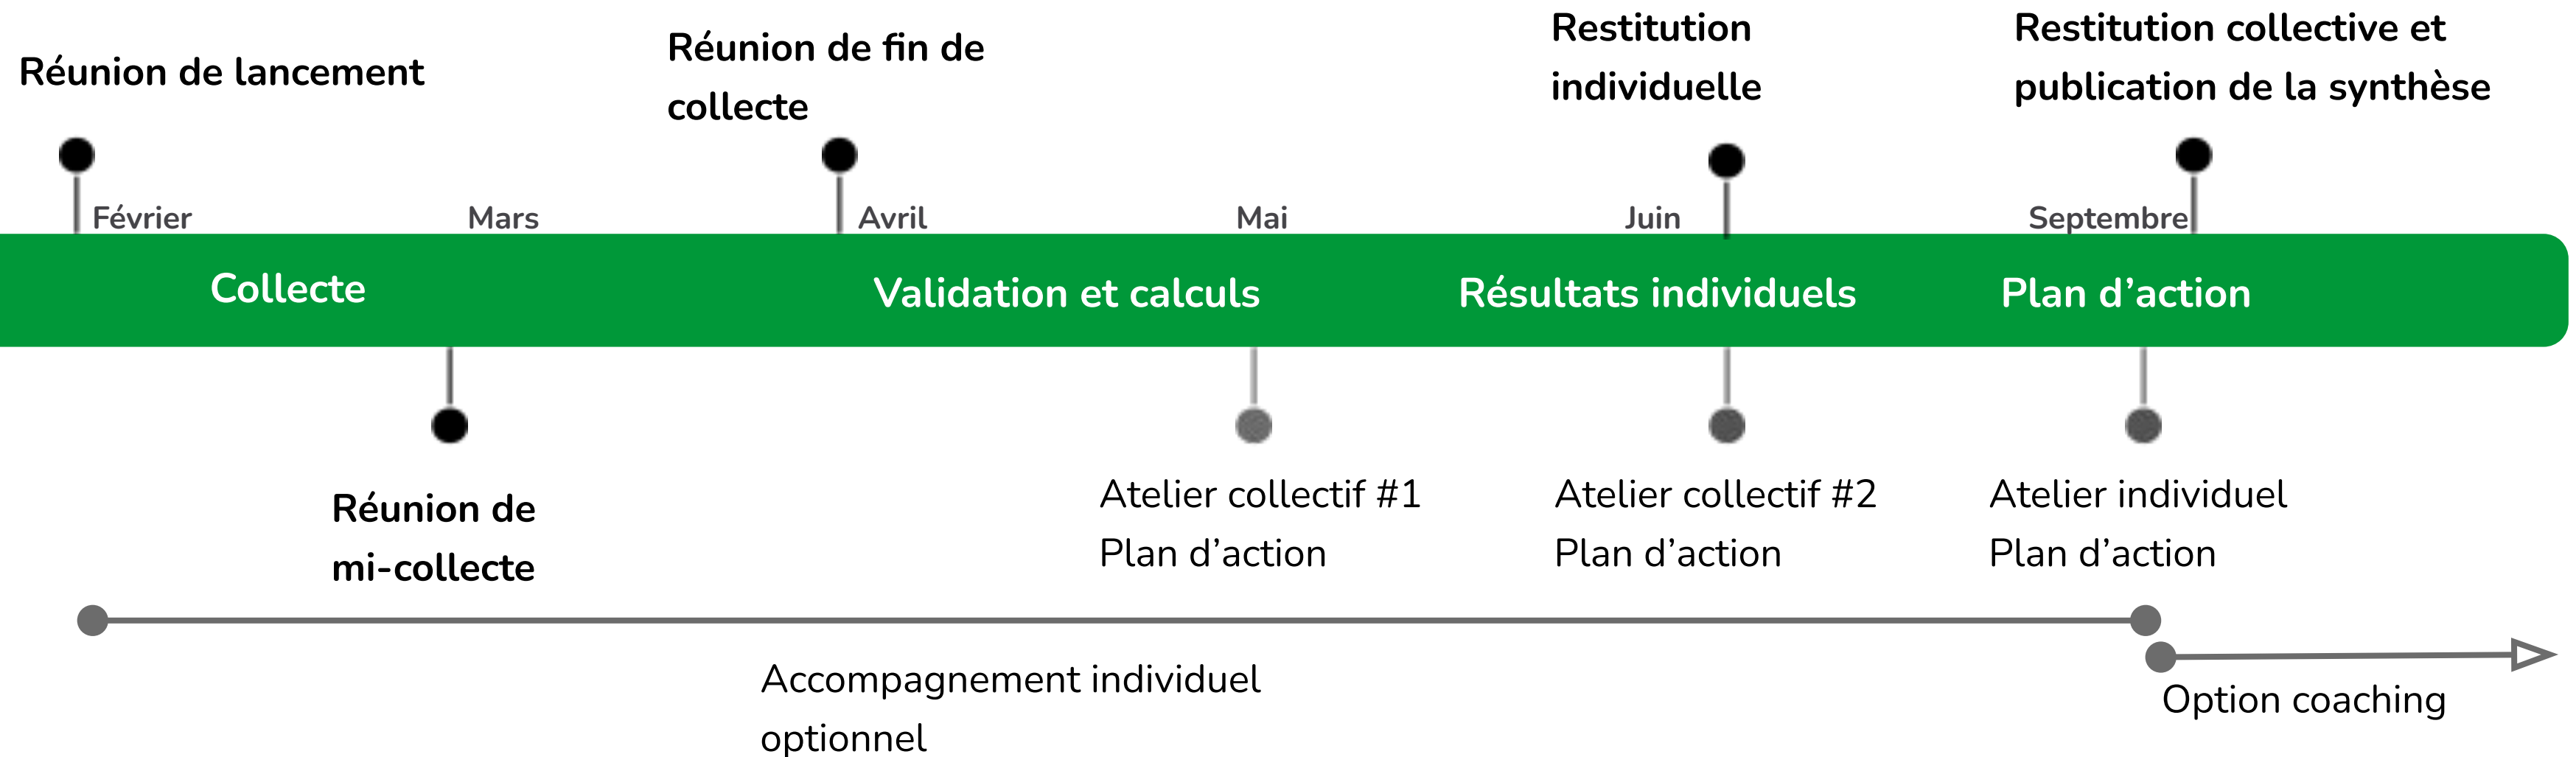 Réunion de lancement
Réunion de fin de
collecte
Restitution
individuelle
Restitution collective et
publication de la synthèse
Février
Mars
Avril
Mai
Juin
Septembre
Collecte
Validation et calculs
Résultats individuels
Plan d’action
Réunion de
mi-collecte
Atelier collectif #1
Plan d’action
Atelier collectif #2
Plan d’action
Atelier individuel
Plan d’action
Accompagnement individuel
optionnel
Option coaching